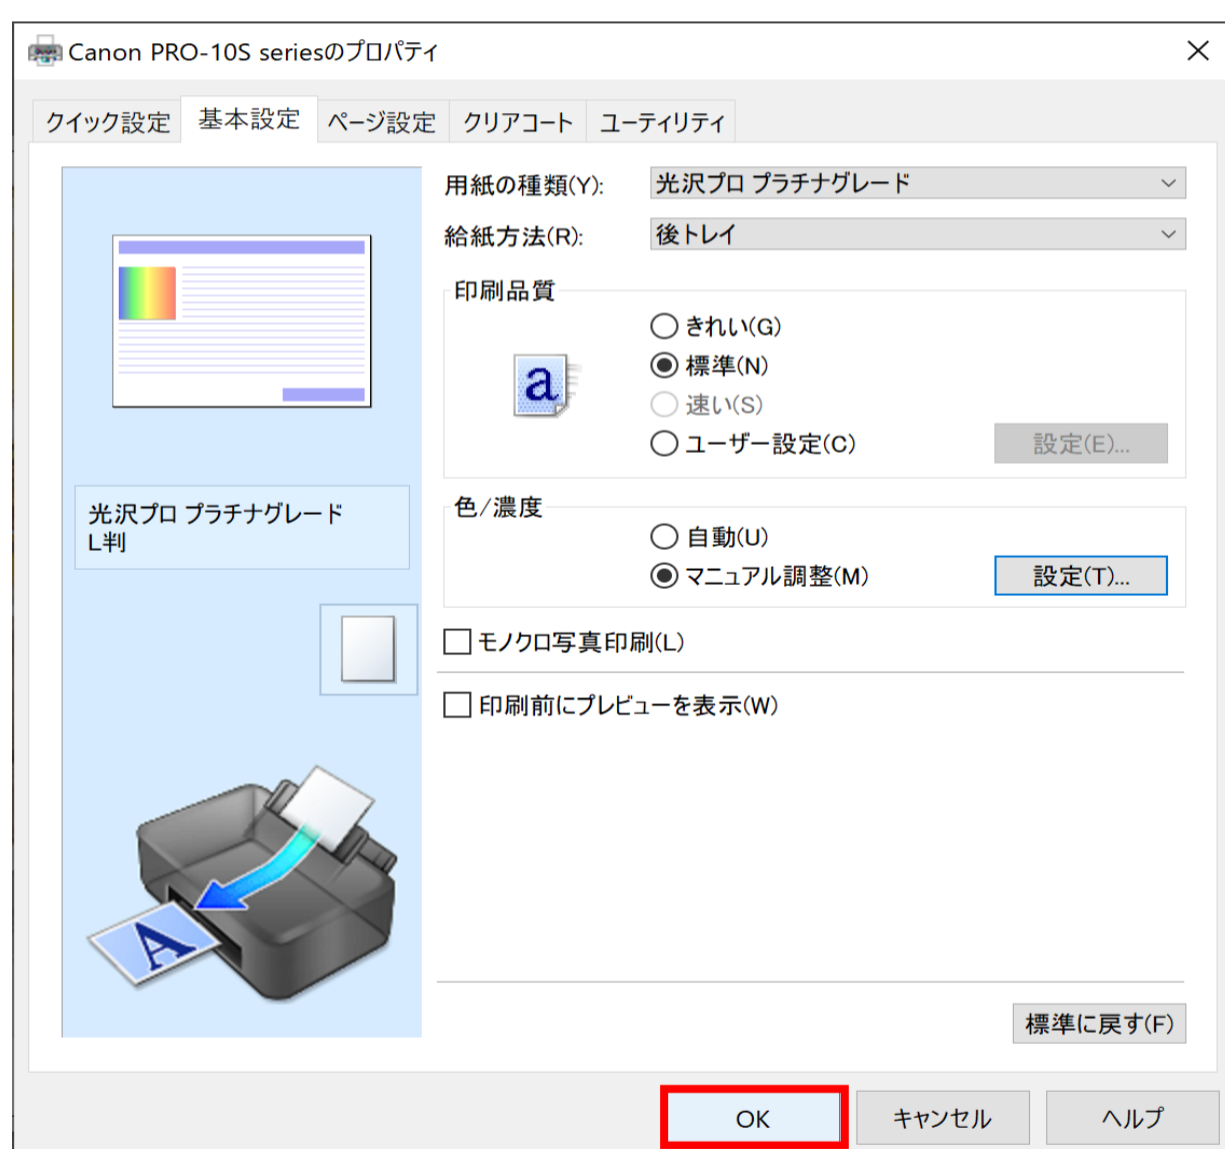 Canon PRO-10S seriesのプロパティ
クイック設定 基本設定 ページ設定 クリアコート ユーティリティ
用紙の種類(Y): 光沢プロ プラチナグレード
給紙方法(R): 後トレイ
印刷品質
きれい(G)
a
標準(N)
速い(S)
ユーザー設定(C) 設定(E)...
光沢プロ プラチナグレード
L判
色/濃度
自動(U)
マニュアル調整(M) 設定(T)...
モノクロ写真印刷(L)
印刷前にプレビューを表示(W)
A
標準に戻す(F)
OK キャンセル ヘルプ